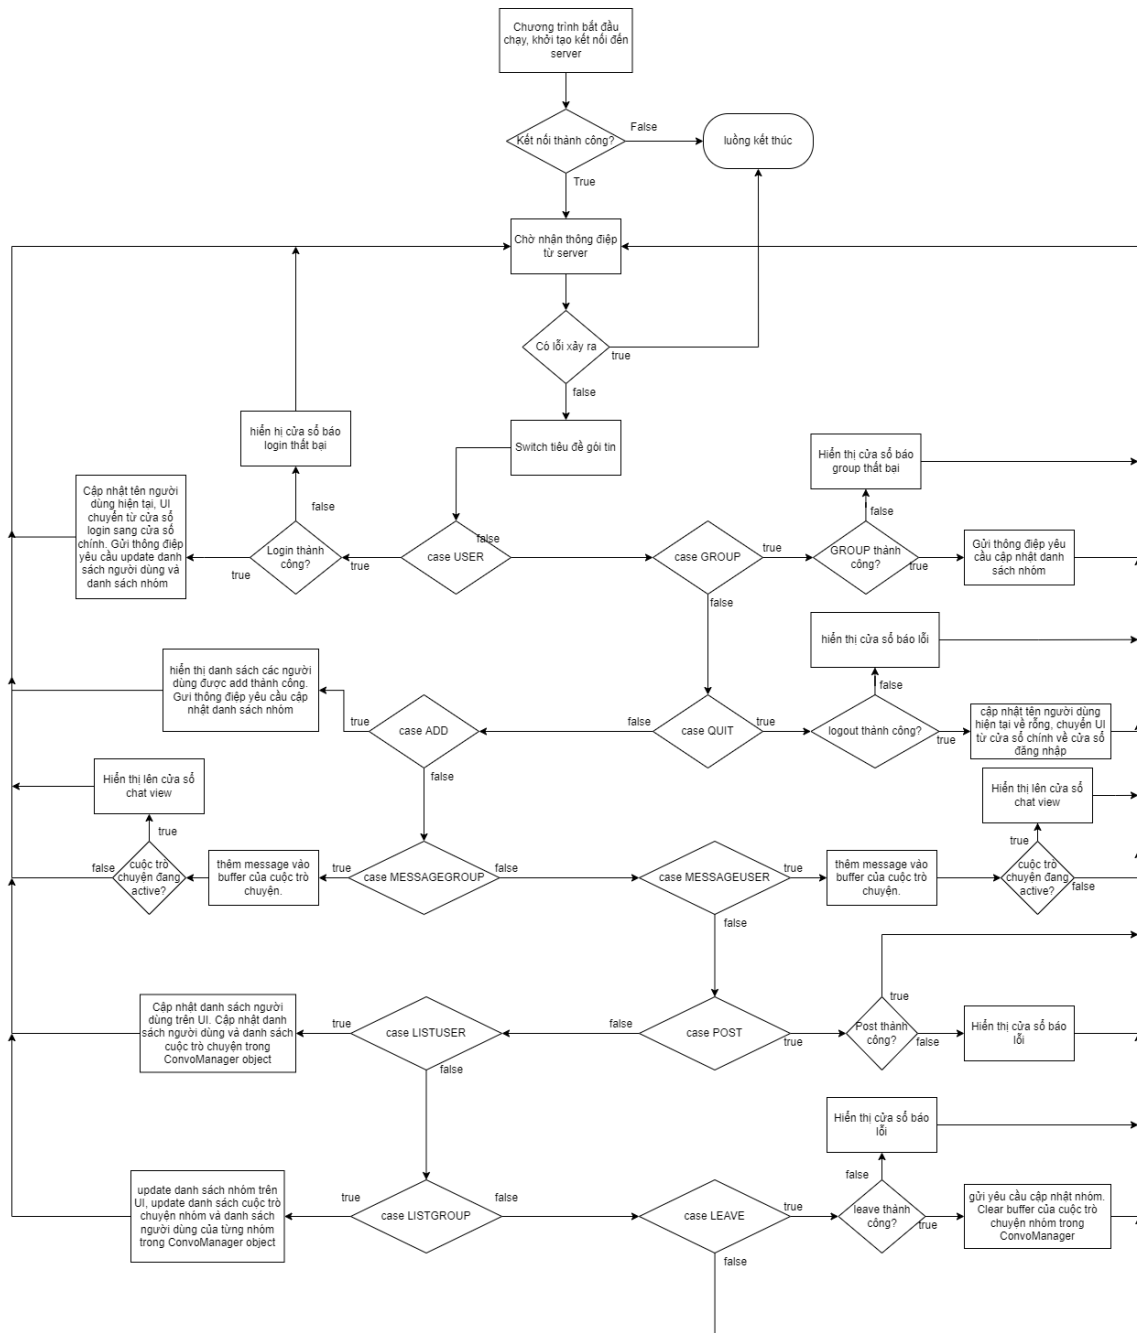 Chương trình bắt đầu
chạy, khởi tạo kết nối đến
server
Kết nối thành công?
False
luồng kết thúc
True
Chờ nhận thông điệp
từ server
Có lỗi xảy ra
true
false
Switch tiêu đề gói tin
hiển hị cửa sổ báo
login thất bại
Hiển thị cửa sổ báo
group thất bại
Cập nhật tên người
dùng hiện tại, UI
chuyển từ cửa sổ
login sang cửa sổ
chính. Gửi thông điệp
yêu cầu update danh
sách người dùng và
danh sách nhóm
false
Login thành
công?
true
true
case USER
false
case GROUP
true
false
GROUP thành
công?
true
Gửi thông điệp yêu
cầu cập nhật danh
sách nhóm
false
hiển thị cửa sổ báo lỗi
hiển thị danh sách các người
dùng được add thành công.
Gưi thông điệp yêu cầu cập
nhật danh sách nhóm
true
case ADD
false
case QUIT
true
false
logout thành công?
true
cập nhật tên người dùng
hiện tại về rỗng, chuyển UI
từ cửa sổ chính về cửa sổ
đăng nhập
false
Hiển thị lên cửa sổ
chat view
Hiển thị lên cửa sổ
chat view
true
false
cuộc trò
chuyện đang
active?
thêm message vào
buffer của cuộc trò
chuyện.
true
case MESSAGEGROUP
false
case MESSAGEUSER
true
thêm message vào
buffer của cuộc trò
chuyện.
true
cuộc trò
chuyện đang
active?
false
false
Cập nhật danh sách người
dùng trên UI. Cập nhật danh
sách người dùng và danh sách
cuộc trò chuyện trong
ConvoManager object
true
case LISTUSER
false
case POST
true
true
Post thành
công?
false
Hiển thị cửa sổ báo
lỗi
false
Hiển thị cửa sổ báo
lỗi
update danh sách nhóm trên
UI, update danh sách cuộc trò
chuyện nhóm và danh sách
người dùng của từng nhóm
trong ConvoManager object
true
case LISTGROUP
false
case LEAVE
true
false
leave thành
công?
true
gửi yêu cầu cập nhật nhóm.
Clear buffer của cuộc trò
chuyện nhóm trong
ConvoManager
false